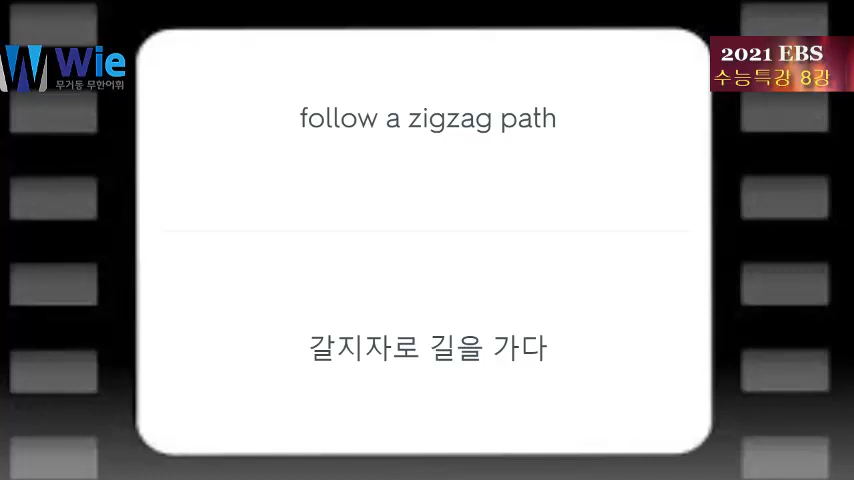 Wie
무거동 무한어휘
2021 EBS
수능특강 8강
follow a zigzag path
갈지자로 길을 가다